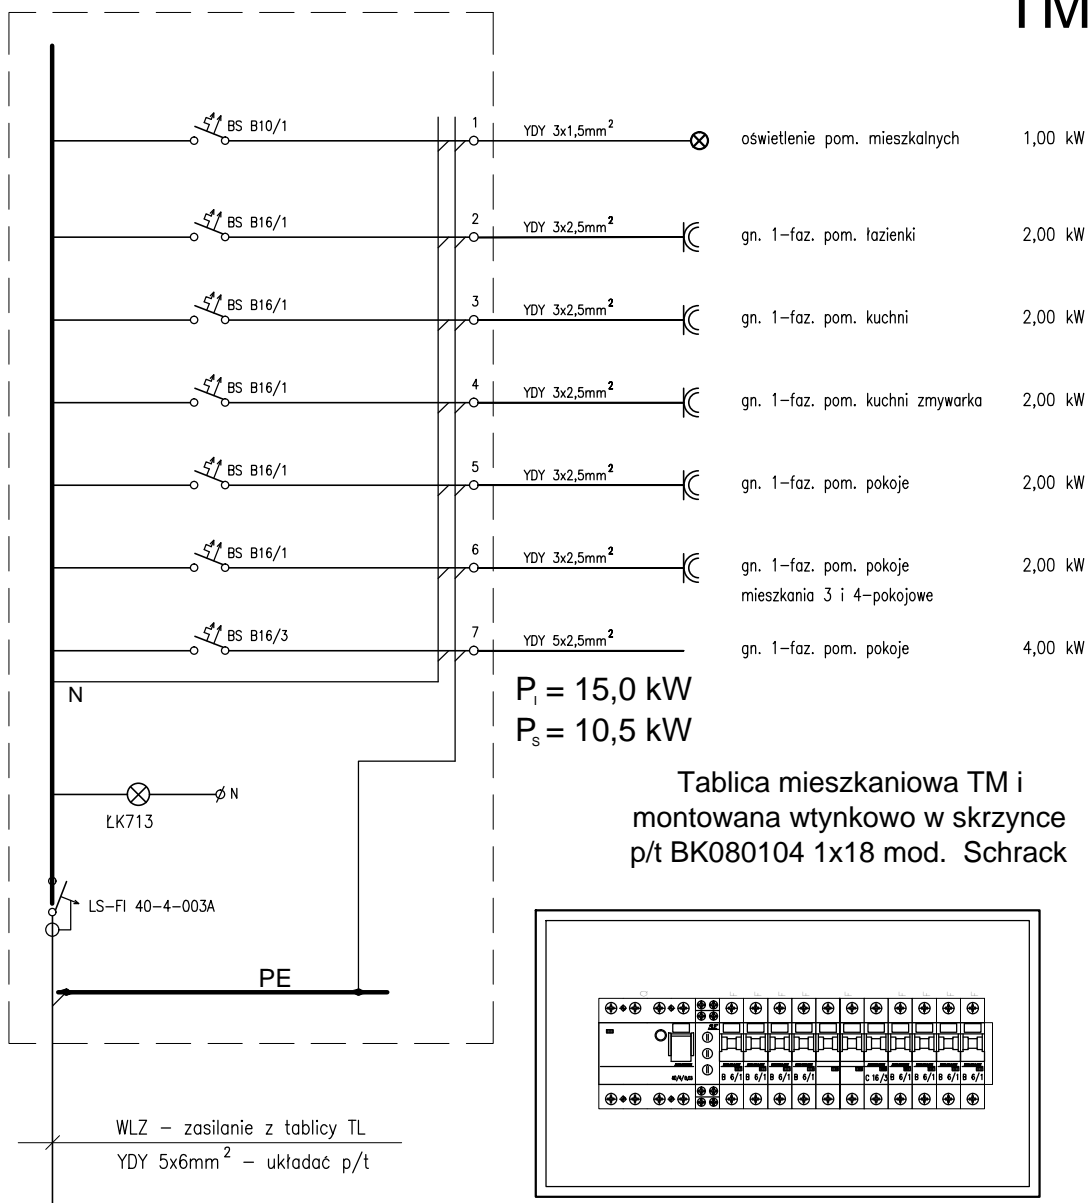 TM
BS B10/1
1
YDY 3x1,5mm²
oświetlenie pom. mieszkalnych
1,00 kW
BS B16/1
2
YDY 3x2,5mm²
gn. 1-faz. pom. łazienki
2,00 kW
BS B16/1
3
YDY 3x2,5mm²
gn. 1-faz. pom. kuchni
2,00 kW
BS B16/1
4
YDY 3x2,5mm²
gn. 1-faz. pom. kuchni zmywarka
2,00 kW
BS B16/1
5
YDY 3x2,5mm²
gn. 1-faz. pom. pokoje
2,00 kW
BS B16/1
6
YDY 3x2,5mm²
gn. 1-faz. pom. pokoje
2,00 kW
mieszkania 3 i 4-pokojowe
BS B16/3
7
YDY 5x2,5mm²
gn. 1-faz. pom. pokoje
4,00 kW
N
P_I = 15,0 kW
P_S = 10,5 kW
N
ŁK713
Tablica mieszkaniowa TM i
montowana wtynkowo w skrzynce
p/t BK080104 1x18 mod. Schrack
LS-FI 40-4-003A
PE
B 6/1 B 6/1 B 6/1 B 6/1 C 16/3 B 6/1 B 6/1 B 6/1 B 6/1
WLZ - zasilanie z tablicy TL
YDY 5x6mm² - układać p/t